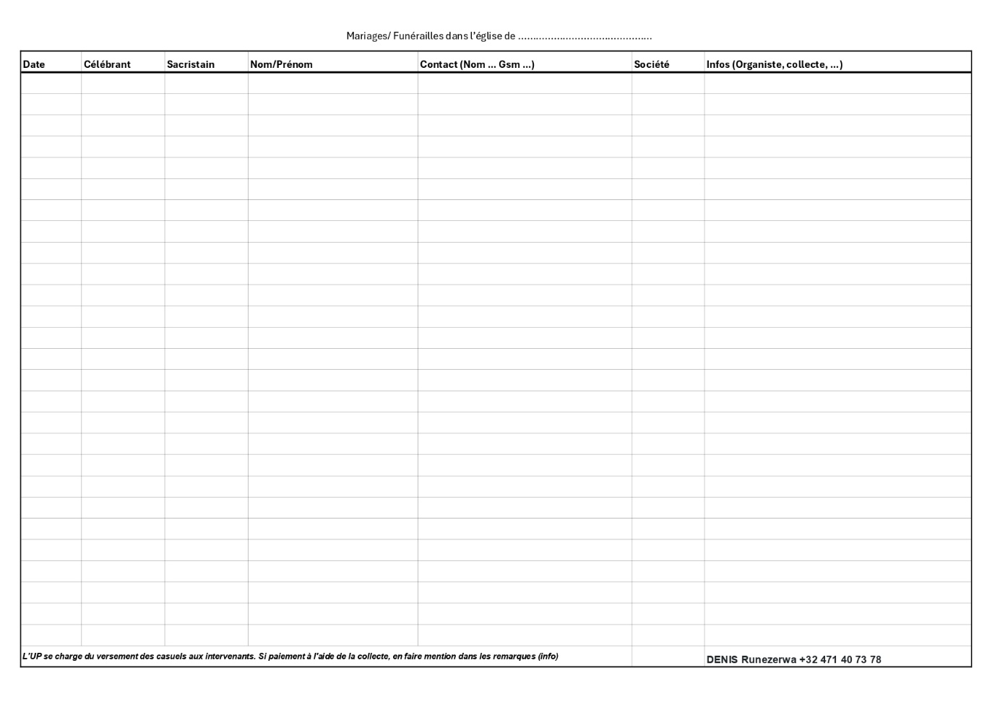 Mariages/ Funérailles dans l’église de ............................................
Date Célébrant Sacristain Nom/Prénom Contact (Nom ... Gsm ...) Société Infos (Organiste, collecte, ...)
L’UP se charge du versement des casuels aux intervenants. Si paiement à l'aide de la collecte, en faire mention dans les remarques (info)
DENIS Runezerwa +32 471 40 73 78